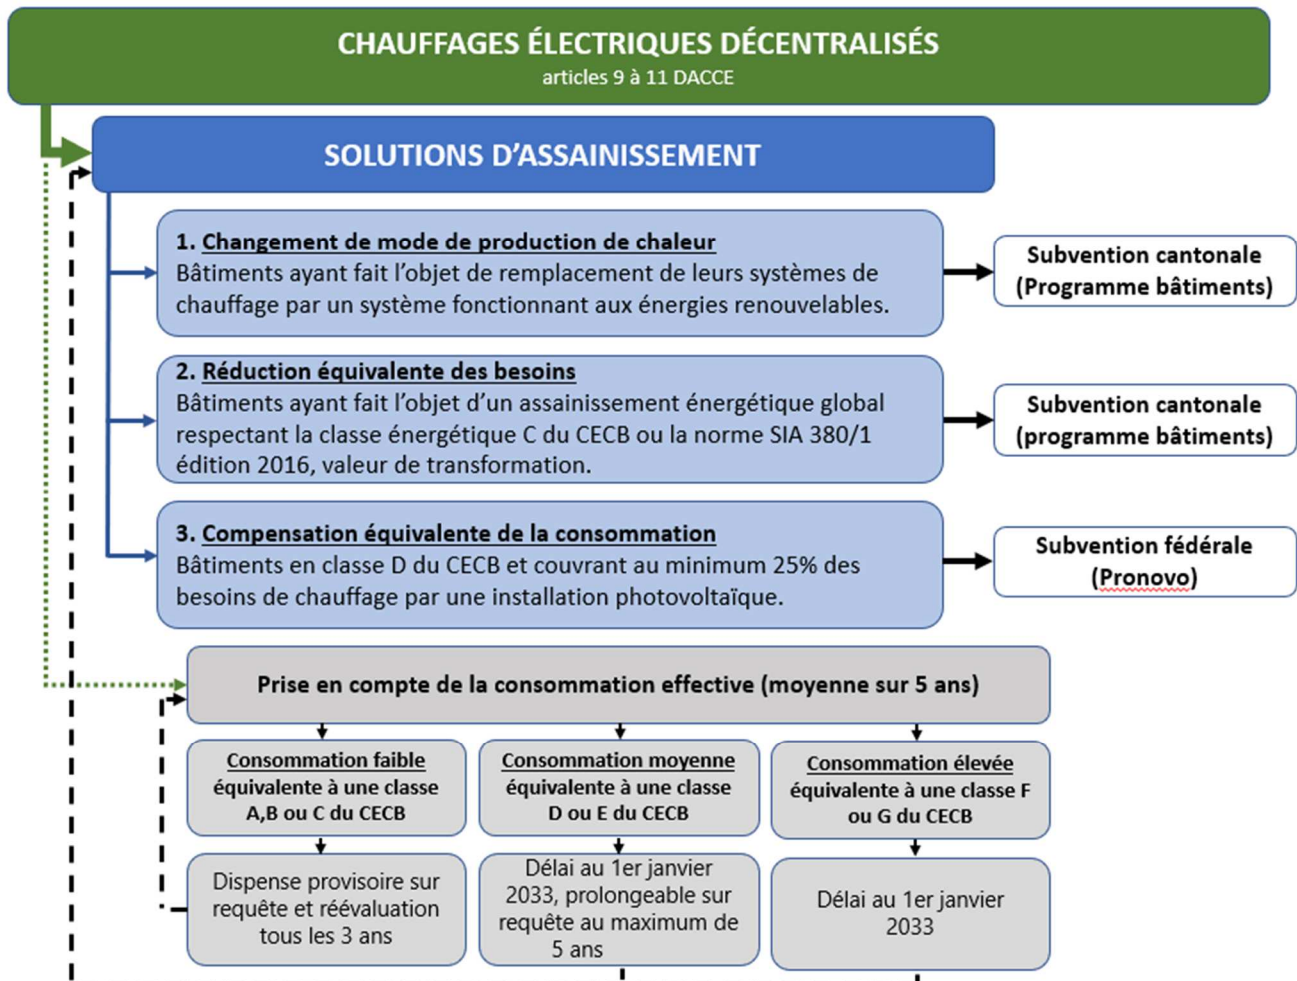 CHAUFFAGES ÉLECTRIQUES DÉCENTRALISÉS
articles 9 à 11 DACCE
SOLUTIONS D'ASSAINISSEMENT
1. Changement de mode de production de chaleur
Bâtiments ayant fait l'objet de remplacement de leurs systèmes de
chauffage par un système fonctionnant aux énergies renouvelables.
Subvention cantonale
(Programme bâtiments)
2. Réduction équivalente des besoins
Bâtiments ayant fait l'objet d'un assainissement énergétique global
respectant la classe énergétique C du CECB ou la norme SIA 380/1
édition 2016, valeur de transformation.
Subvention cantonale
(programme bâtiments)
3. Compensation équivalente de la consommation
Bâtiments en classe D du CECB et couvrant au minimum 25% des
besoins de chauffage par une installation photovoltaïque.
Subvention fédérale
(Pronovo)
Prise en compte de la consommation effective (moyenne sur 5 ans)
Consommation faible
équivalente à une classe
A,B ou C du CECB
Consommation moyenne
équivalente à une classe
D ou E du CECB
Consommation élevée
équivalente à une classe F
ou G du CECB
Dispense provisoire sur
requête et réévaluation
tous les 3 ans
Délai au 1er janvier
2033, prolongeable sur
requête au maximum de
5 ans
Délai au 1er janvier
2033